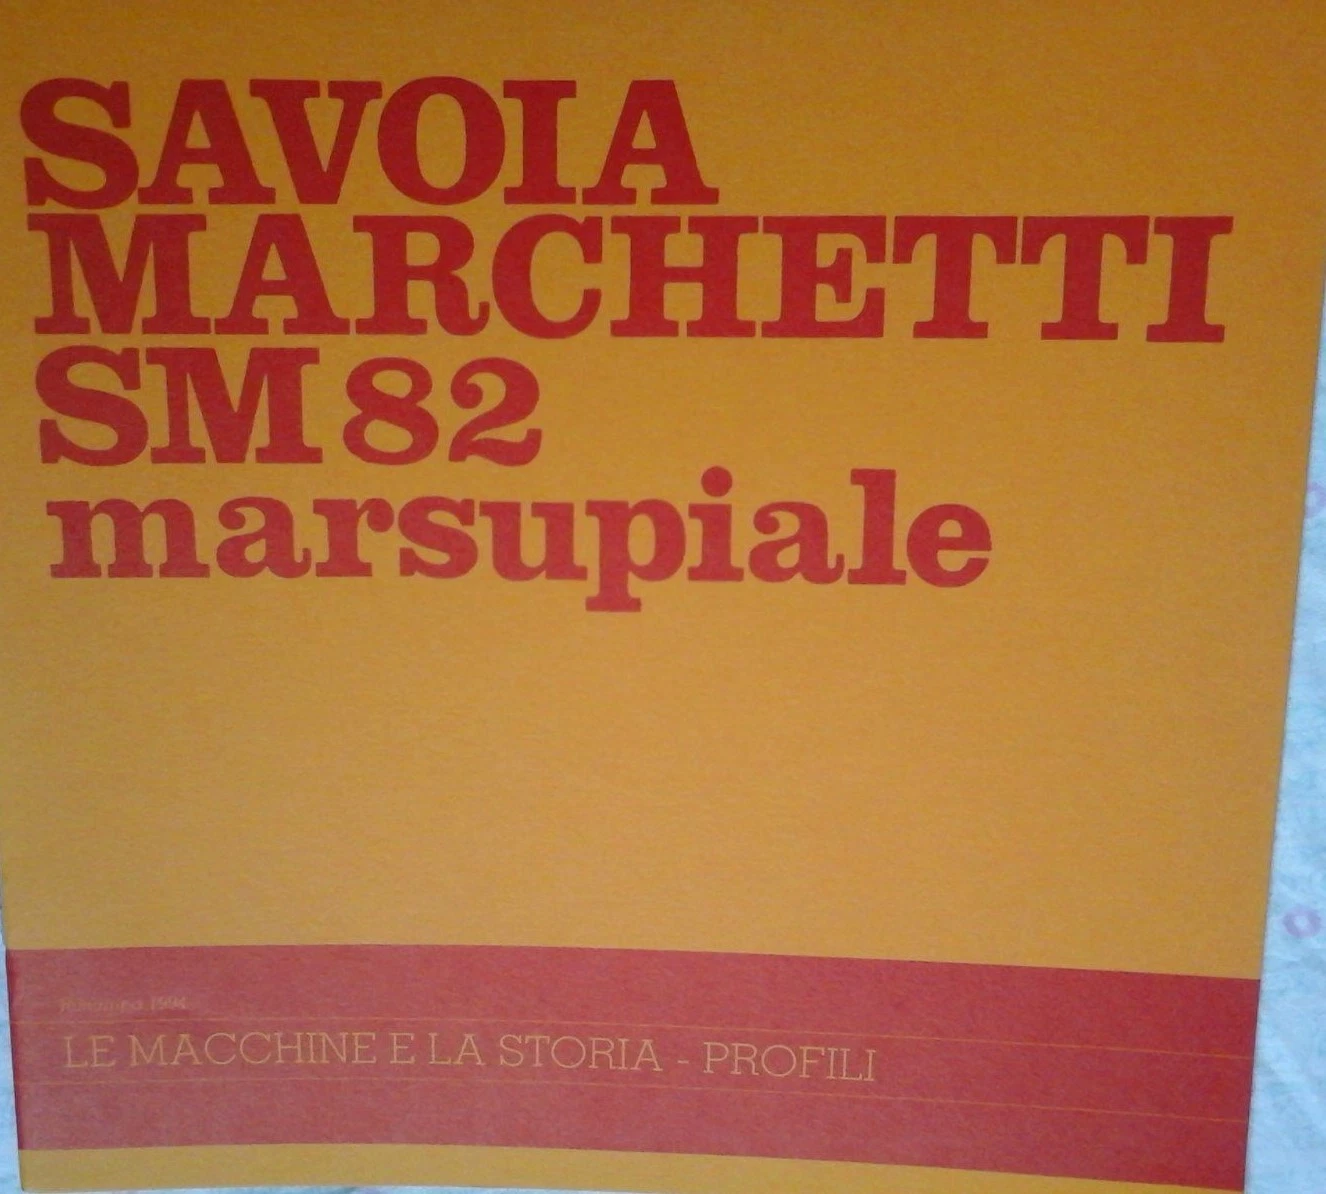 SAVOIA
MARCHETTI
SM 82
marsupiale
LE MACCHINE E LA STORIA - PROFILI